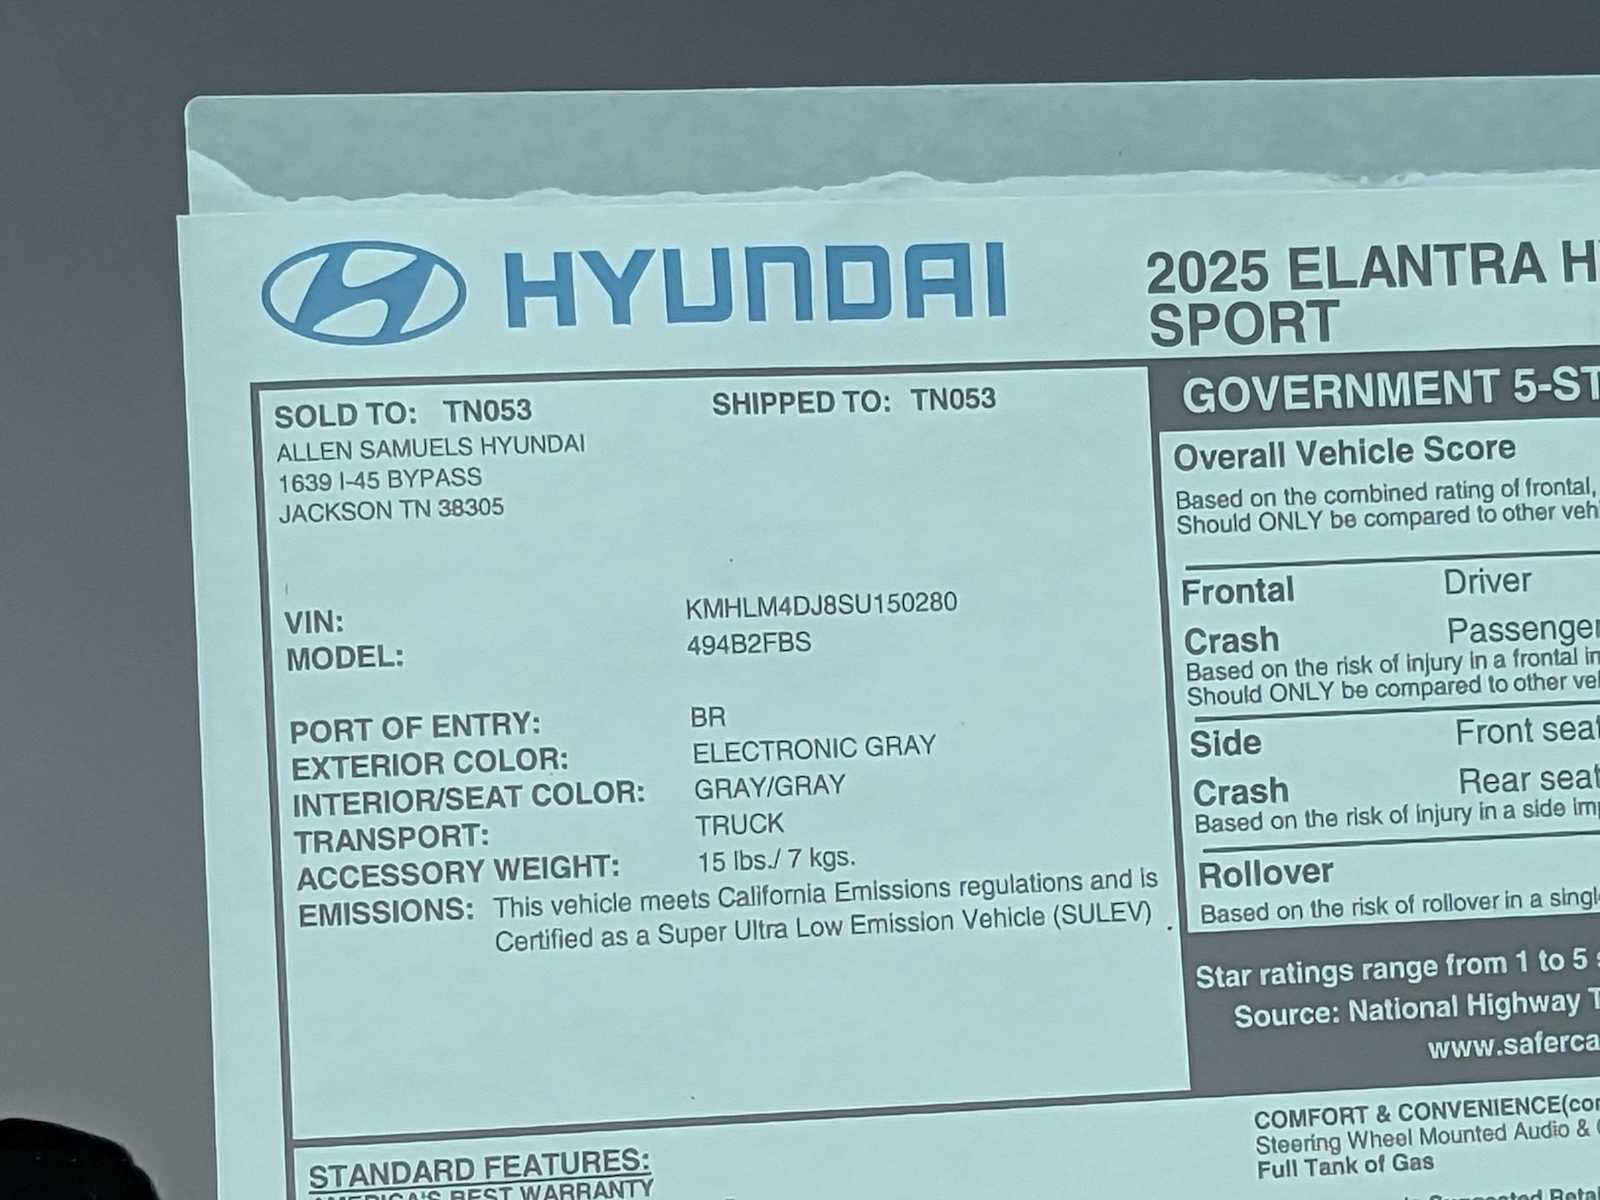 HYUNDAI
2025 ELANTRA H
SPORT
SOLD TO: TN053
SHIPPED TO: TN053
ALLEN SAMUELS HYUNDAI
1639 I-45 BYPASS
JACKSON TN 38305
VIN: KMHLM4DJ8SU150280
MODEL: 494B2FBS
PORT OF ENTRY: BR
EXTERIOR COLOR: ELECTRONIC GRAY
INTERIOR/SEAT COLOR: GRAY/GRAY
TRANSPORT: TRUCK
ACCESSORY WEIGHT: 15 lbs./ 7 kgs.
EMISSIONS: This vehicle meets California Emissions regulations and is
Certified as a Super Ultra Low Emission Vehicle (SULEV) .
GOVERNMENT 5-ST
Overall Vehicle Score
Based on the combined rating of frontal,
Should ONLY be compared to other veh
Frontal Driver
Crash Passenger
Based on the risk of injury in a frontal im
Should ONLY be compared to other veh
Side Front seat
Crash Rear seat
Based on the risk of injury in a side imp
Rollover
Based on the risk of rollover in a singl
Star ratings range from 1 to 5 s
Source: National Highway T
www.saferca
STANDARD FEATURES:
AMERICA'S BEST WARRANTY
COMFORT & CONVENIENCE(con
Steering Wheel Mounted Audio &
Full Tank of Gas
Suggested Retai